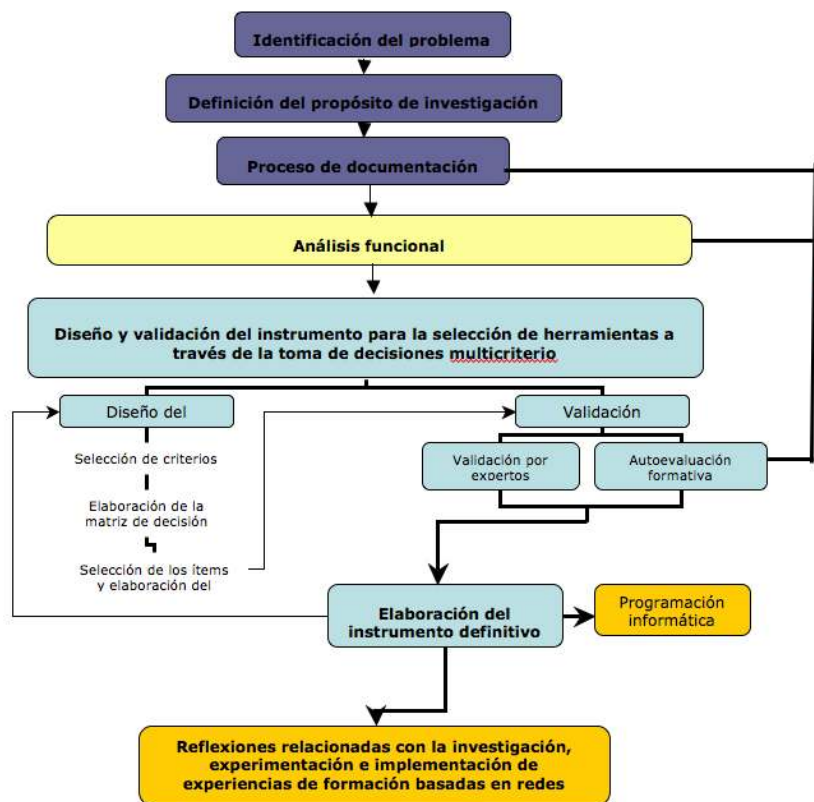 Identificación del problema
Definición del propósito de investigación
Proceso de documentación
Análisis funcional
Diseño y validación del instrumento para la selección de herramientas a
través de la toma de decisiones multicriterio
Diseño del
Validación
Selección de criterios
Validación por
expertos
Autoevaluación
formativa
Elaboración de la
matriz de decisión
Selección de los ítems
y elaboración del
Elaboración del
instrumento definitivo
Programación
informática
Reflexiones relacionadas con la investigación,
experimentación e implementación de
experiencias de formación basadas en redes